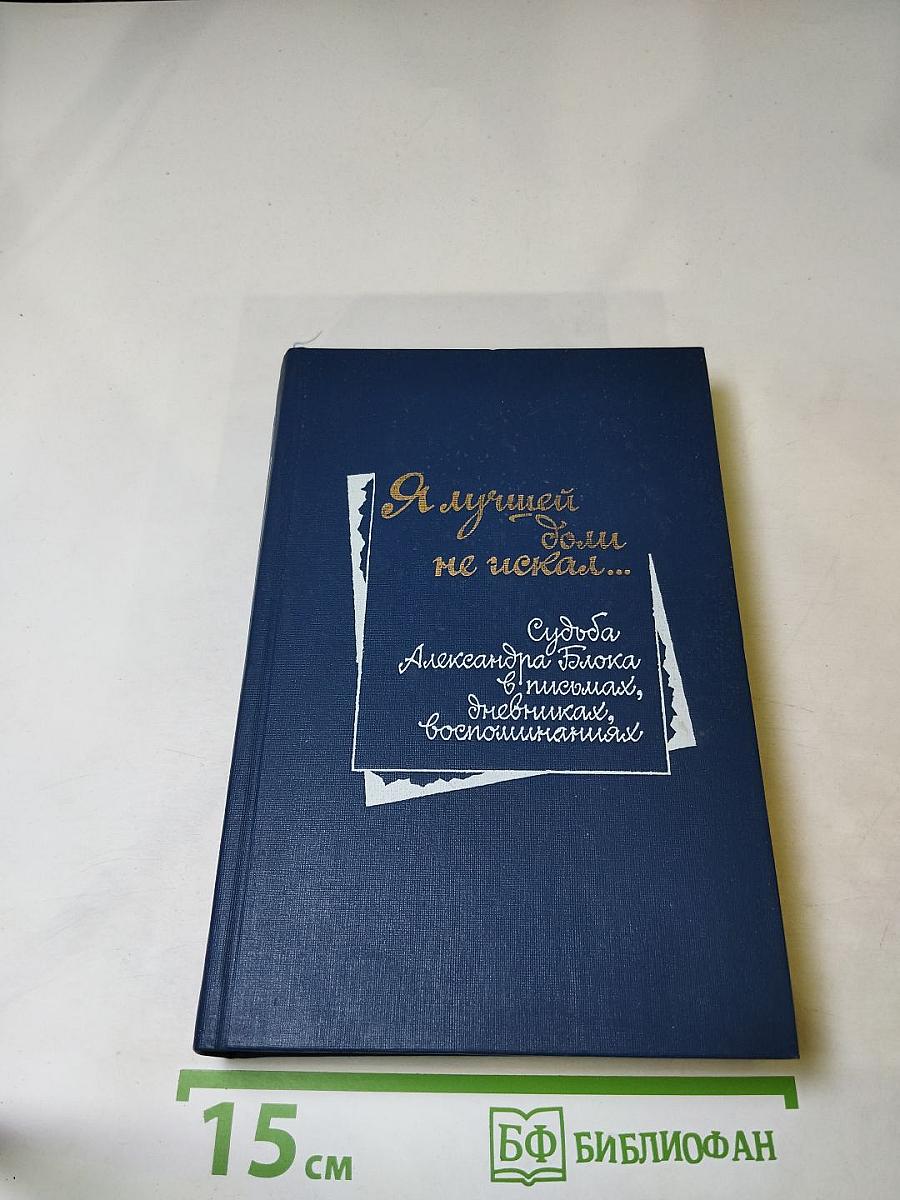 Я лучшей
доли
не искал...
Судьба
Александра Блока
в письмах,
дневниках,
воспоминаниях
15 см
БФ БИБЛИОФАН